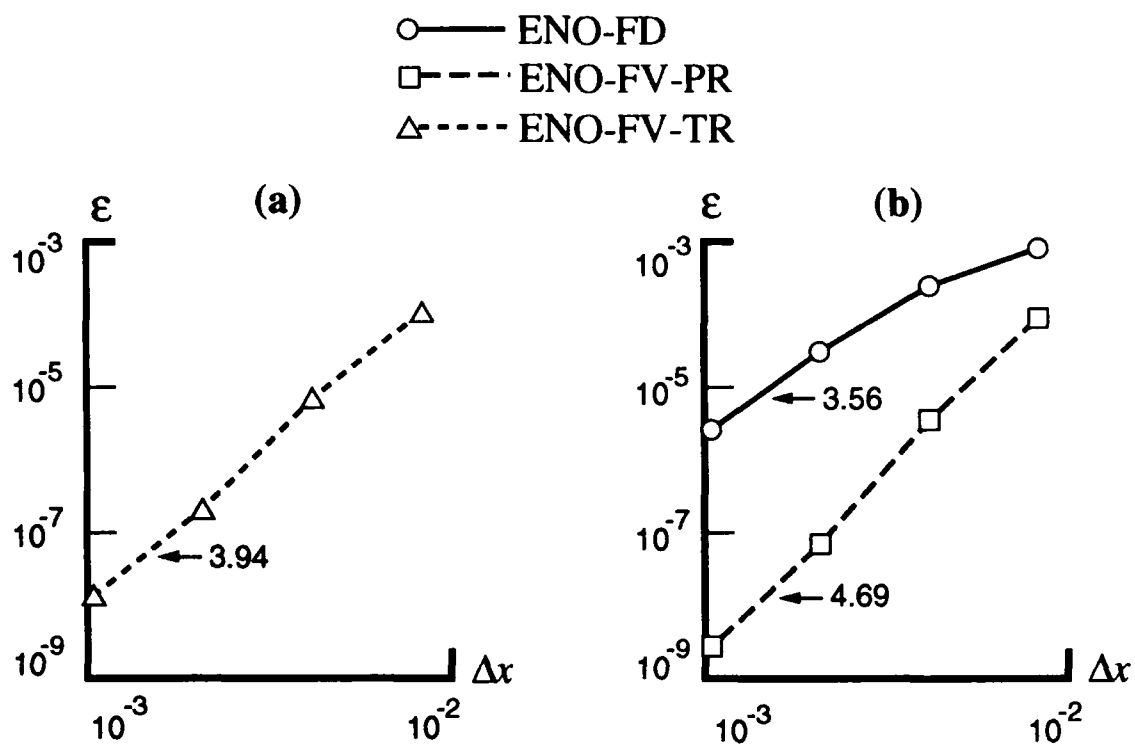 ENO-FD
ENO-FV-PR
ENO-FV-TR
(a)
ε
10^-3
10^-5
10^-7
10^-9
3.94
Δx
10^-3
10^-2
(b)
ε
10^-3
10^-5
10^-7
10^-9
3.56
4.69
Δx
10^-3
10^-2